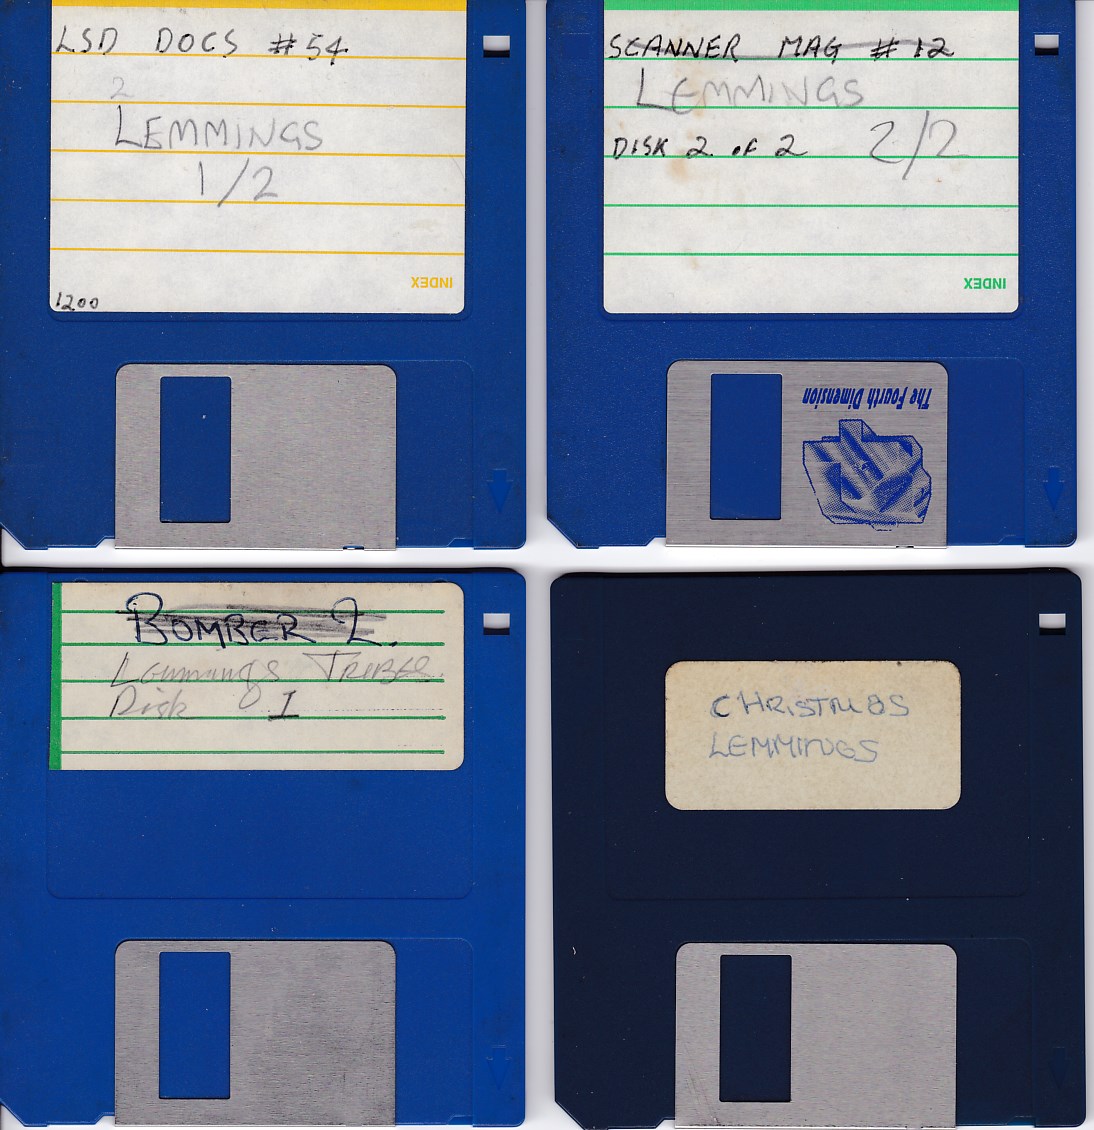 LSD DOCS #54
2
LEMMINGS
1/2
INDEX
1200
SCANNER MAG #12
LEMMINGS
DISK 2 OF 2 2/2
INDEX
The Fourth Dimension
BOMBER 2.
Lemmings TRIBES
Disk 1
CHRISTMAS
LEMMINGS